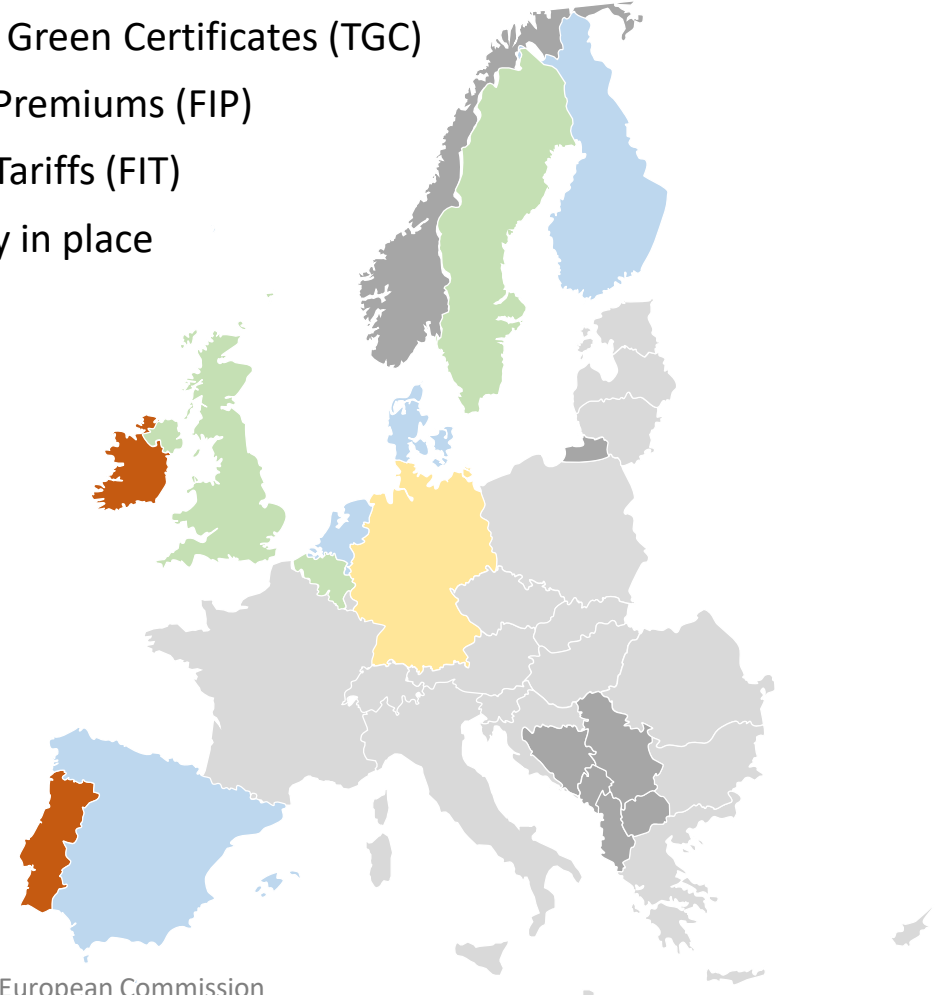 Green Certificates (TGC)
Premiums (FIP)
Tariffs (FIT)
y in place
European Commission